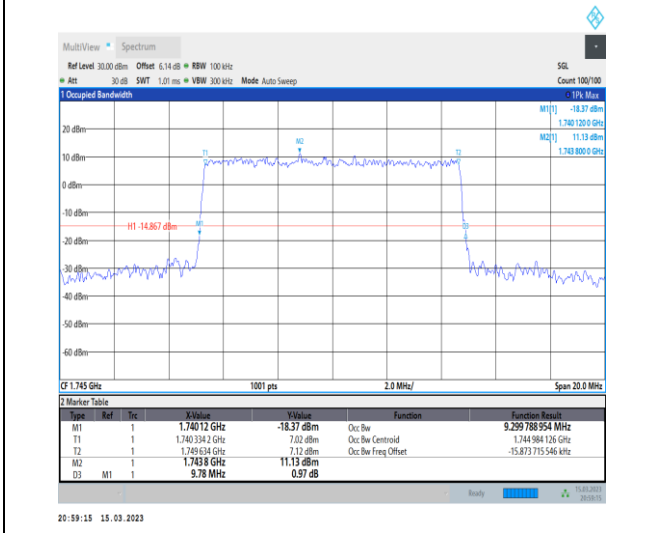 MultiView Spectrum
Ref Level 30.00 dBm Offset 6.14 dB RBW 100 kHz SGL
Att 30 dB SWT 1.01 ms VBW 300 kHz Mode Auto Sweep Count 100/100
1 Occupied Bandwidth 1Pk Max
M1[1] -18.37 dBm
1.740 120 0 GHz
M2[1] 11.13 dBm
1.743 800 0 GHz
20 dBm
M2
T1 T2
10 dBm
0 dBm
-10 dBm
H1 -14.867 dBm M1 D3
-20 dBm
-30 dBm
-40 dBm
-50 dBm
-60 dBm
CF 1.745 GHz 1001 pts 2.0 MHz/ Span 20.0 MHz
2 Marker Table
Type Ref Trc X-Value Y-Value Function Function Result
M1 1 1.74012 GHz -18.37 dBm Occ Bw 9.299 788 954 MHz
T1 1 1.740 334 2 GHz 7.02 dBm Occ Bw Centroid 1.744 984 126 GHz
T2 1 1.749 634 GHz 7.12 dBm Occ Bw Freq Offset -15.873 715 546 kHz
M2 1 1.7438 GHz 11.13 dBm
D3 M1 1 9.78 MHz 0.97 dB
Ready 15.03.2023
20:59:15
20:59:15 15.03.2023